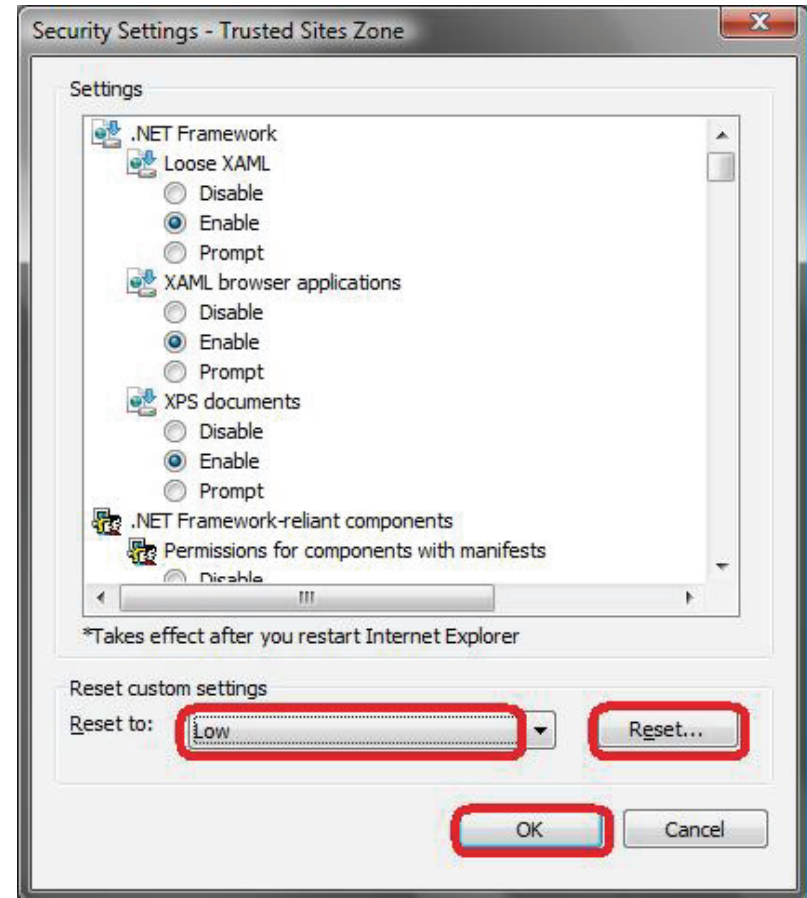 Security Settings - Trusted Sites Zone
Settings
.NET Framework
Loose XAML
Disable
Enable
Prompt
XAML browser applications
Disable
Enable
Prompt
XPS documents
Disable
Enable
Prompt
.NET Framework-reliant components
Permissions for components with manifests
Disable
*Takes effect after you restart Internet Explorer
Reset custom settings
Reset to: Low Reset...
OK Cancel